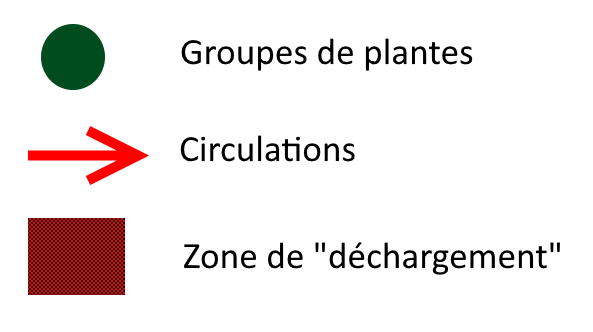 Groupes de plantes
Circulations
Zone de "déchargement"